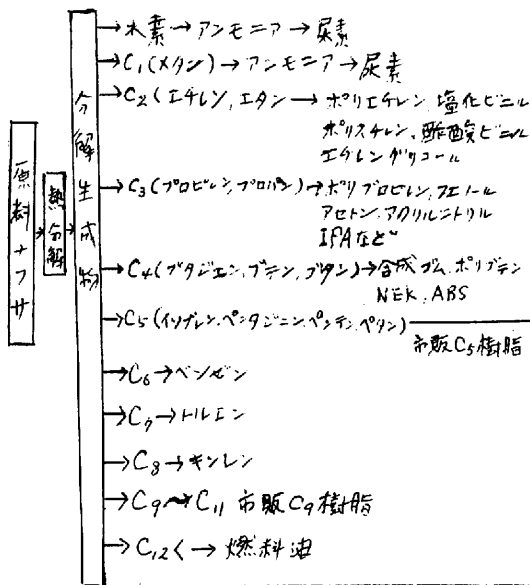 原料ナフサ
→
熱分解
→
分解生成物
→水素→アンモニア→尿素
→C₁(メタン)→アンモニア→尿素
→C₂(エチレン,エタン→ポリエチレン,塩化ビニル
ポリスチレン,酢酸ビニル
エチレングリコール
→C₃(プロピレン,プロパン)→ポリプロピレン,フェノール
アセトン,アクリルニトリル
IPAなど
→C₄(ブタジエン,ブテン,ブタン)→合成ゴム,ポリブテン
NEK,ABS
→C₅(イソプレン,ペンタジエン,ペンテン,ペンタン)
市販C₅樹脂
→C₆→ベンゼン
→C₇→トルエン
→C₈→キシレン
→C₉〜C₁₁ 市販C₉樹脂
→C₁₂く→燃料油